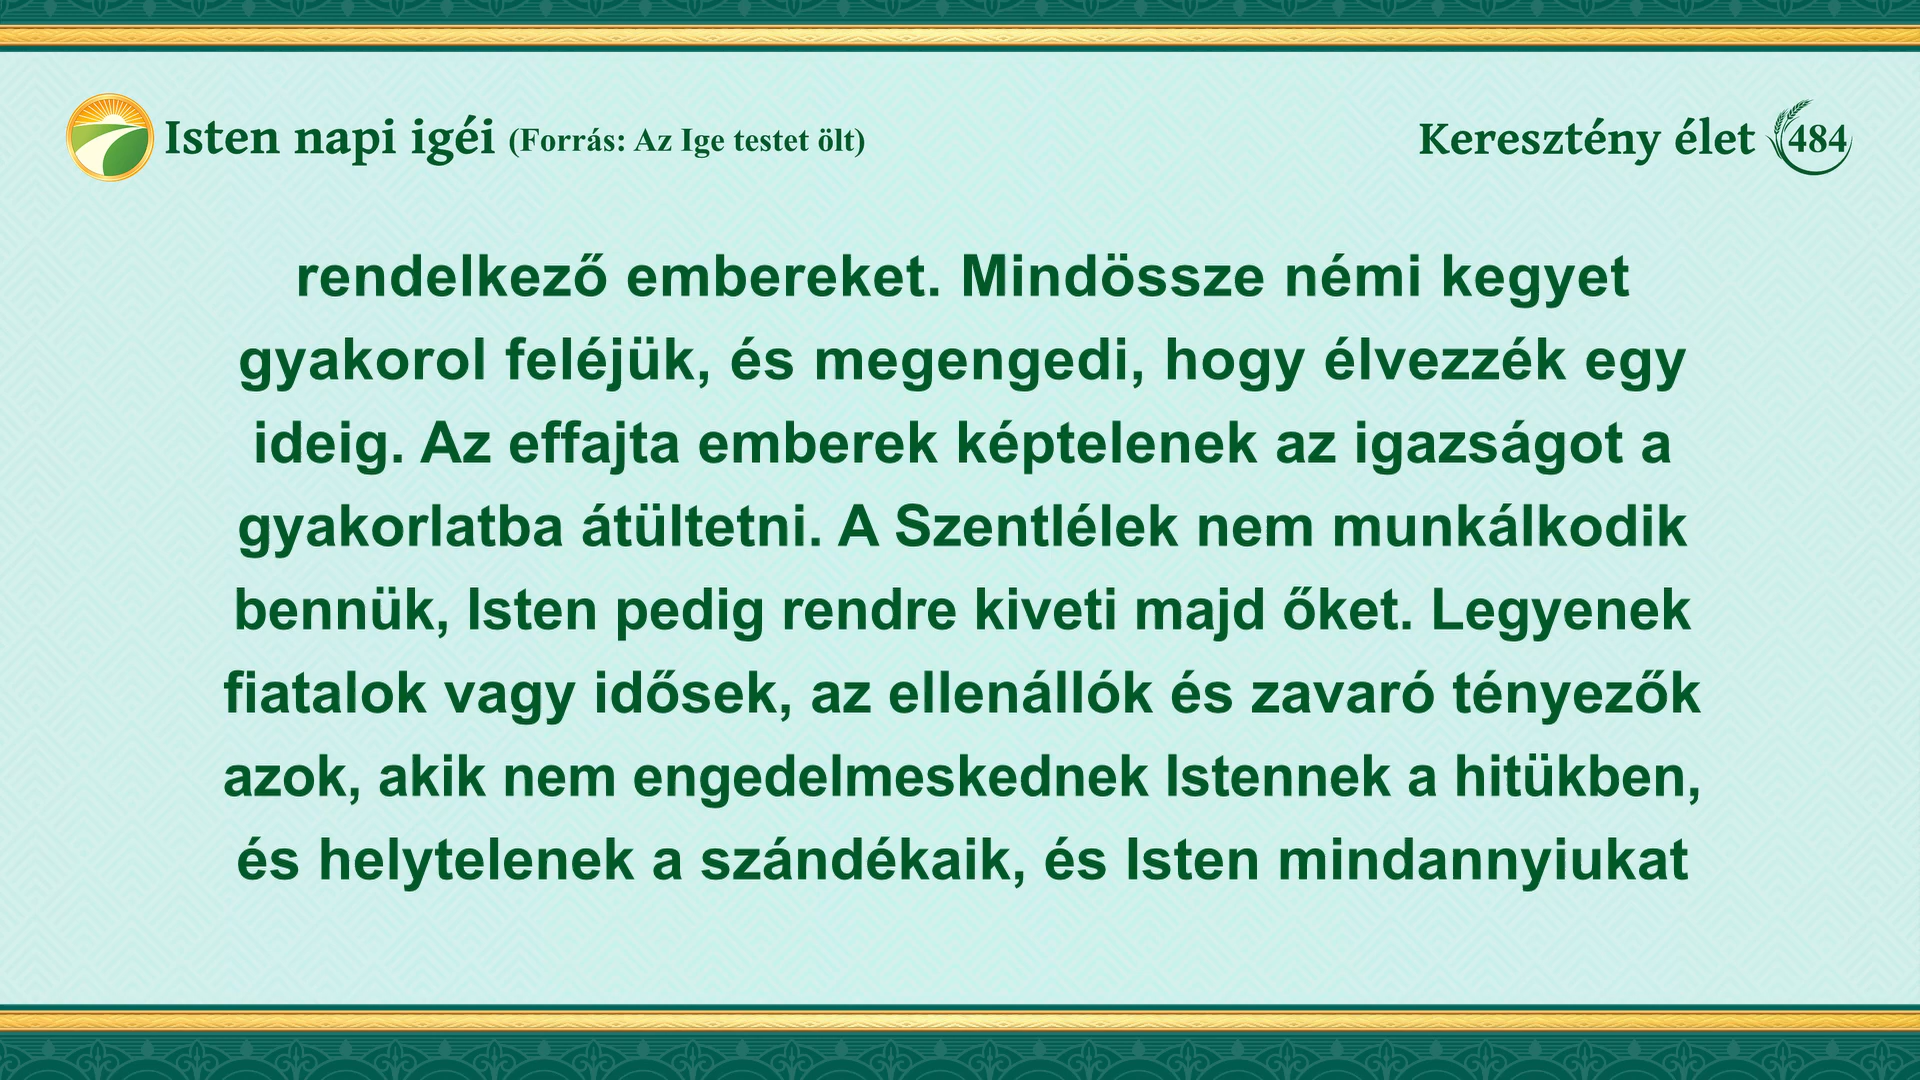 Isten napi igéi (Forrás: Az Ige testet ölt)
Keresztény élet 484
rendelkező embereket. Mindössze némi kegyet
gyakorol feléjük, és megengedi, hogy élvezzék egy
ideig. Az effajta emberek képtelenek az igazságot a
gyakorlatba átültetni. A Szentlélek nem munkálkodik
bennük, Isten pedig rendre kiveti majd őket. Legyenek
fiatalok vagy idősek, az ellenállók és zavaró tényezők
azok, akik nem engedelmeskednek Istennek a hitükben,
és helytelenek a szándékaik, és Isten mindannyiukat